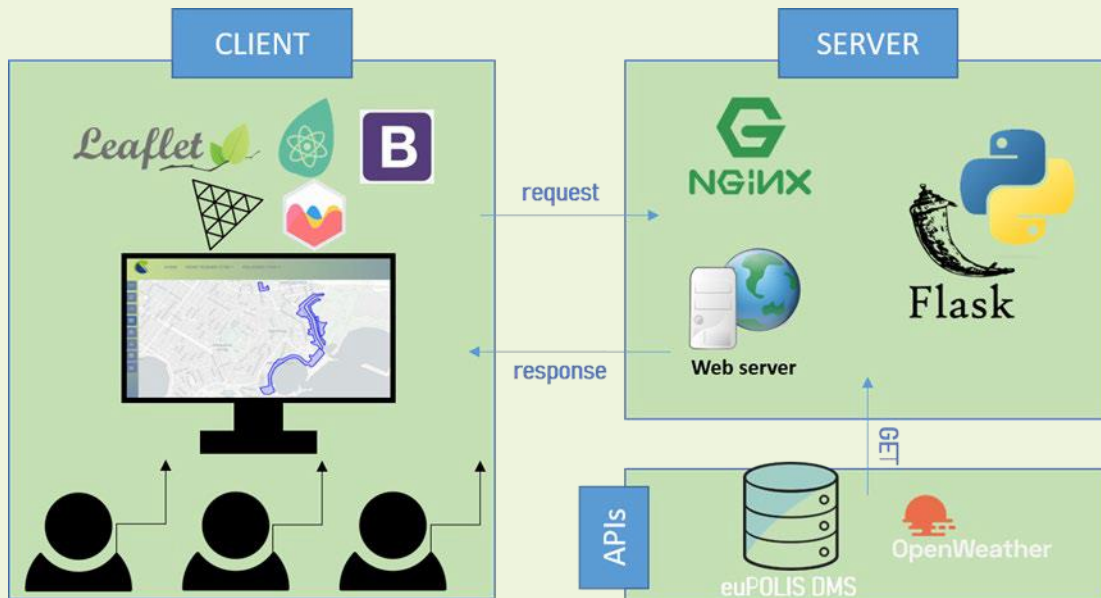 CLIENT
SERVER
Leaflet
B
NGiNX
request
Flask
Web server
response
GET
APIs
OpenWeather
euPOLIS DMS